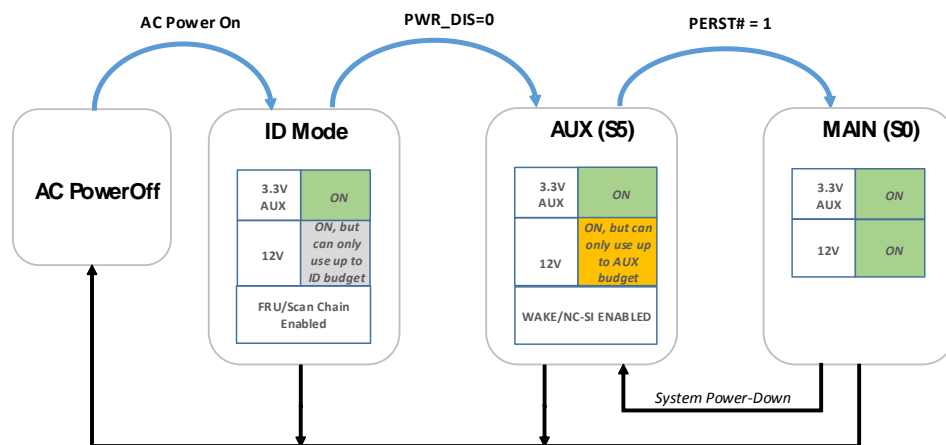 AC Power On
PWR_DIS=0
PERST# = 1
AC PowerOff
ID Mode
3.3V
AUX
ON
12V
ON, but
can only
use up to
ID budget
FRU/Scan Chain
Enabled
AUX (S5)
3.3V
AUX
ON
12V
ON, but can
only use up
to AUX
budget
WAKE/NC-SI ENABLED
MAIN (S0)
3.3V
AUX
ON
12V
ON
System Power-Down